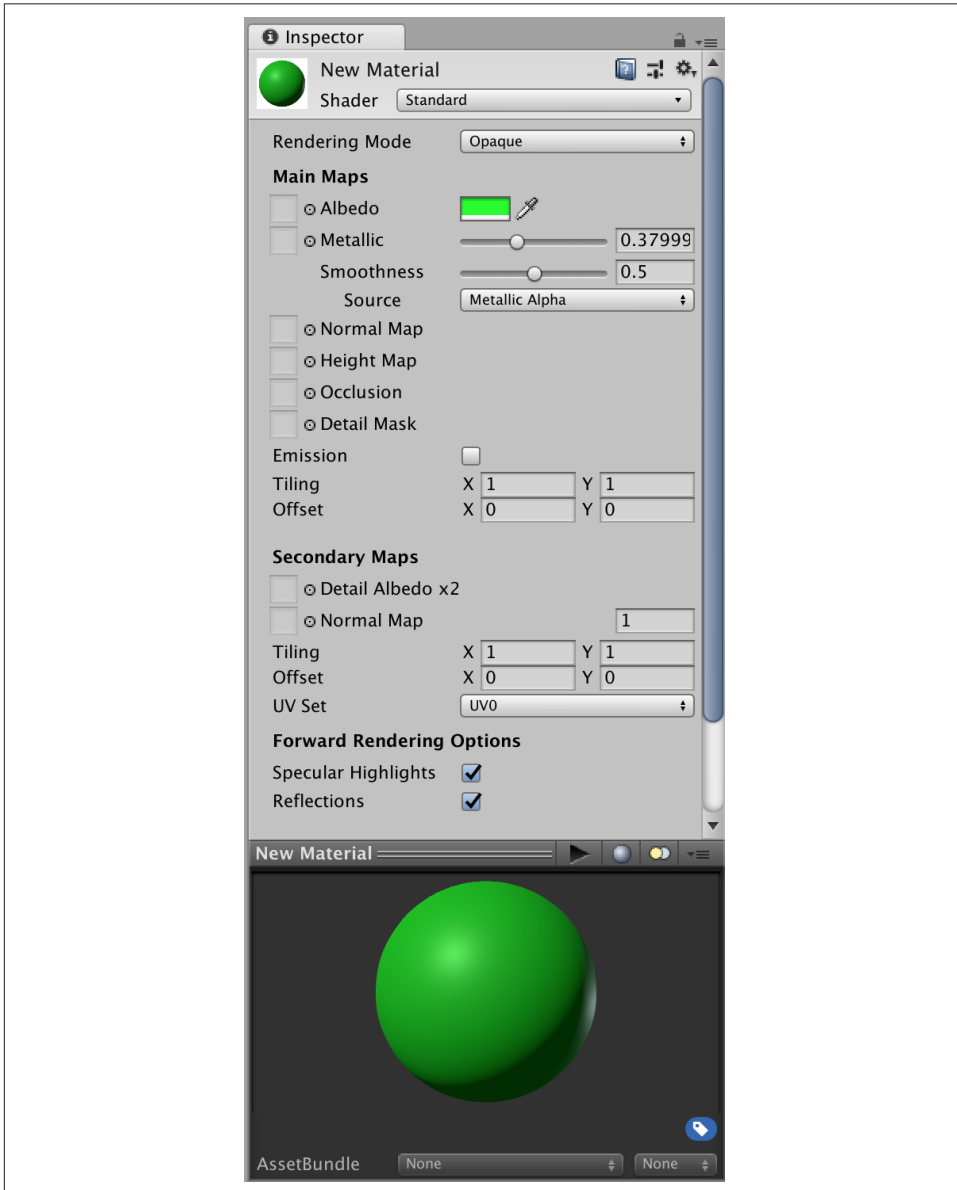 Inspector
New Material
Shader Standard
Rendering Mode Opaque
Main Maps
Albedo
Metallic 0.37999
Smoothness 0.5
Source Metallic Alpha
Normal Map
Height Map
Occlusion
Detail Mask
Emission
Tiling X 1 Y 1
Offset X 0 Y 0
Secondary Maps
Detail Albedo x2
Normal Map 1
Tiling X 1 Y 1
Offset X 0 Y 0
UV Set UV0
Forward Rendering Options
Specular Highlights
Reflections
New Material
AssetBundle None None